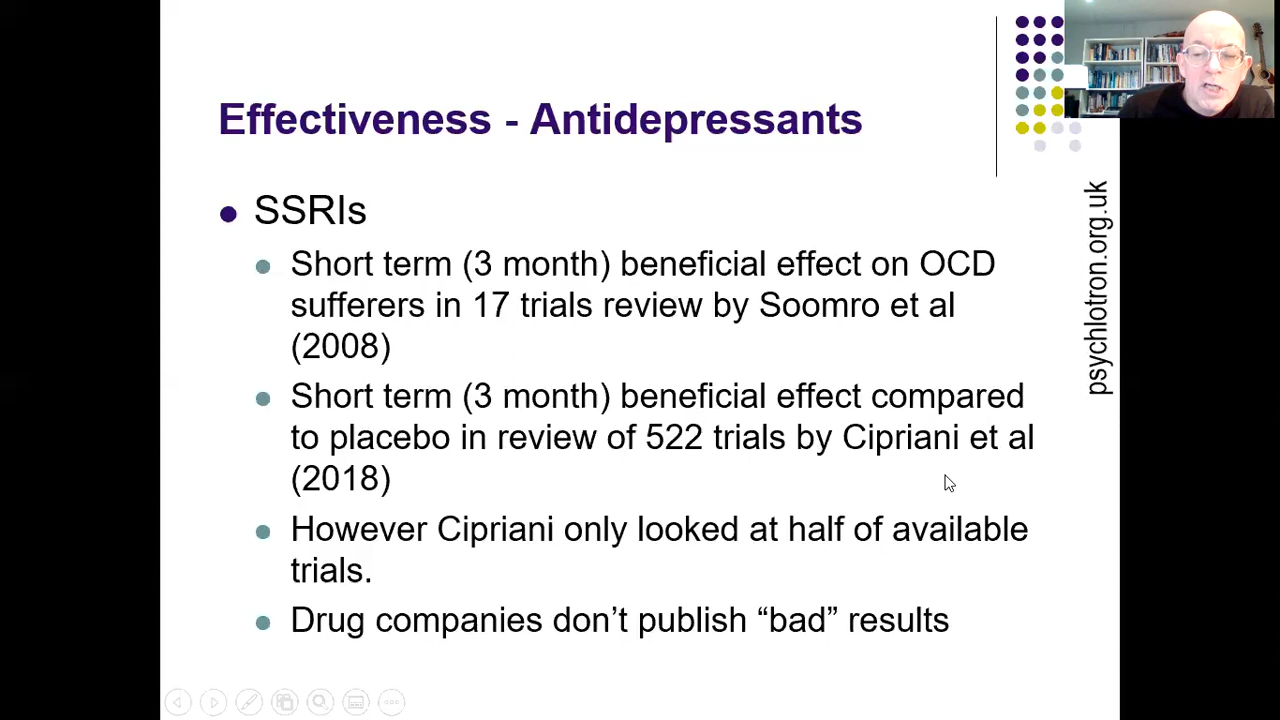 Effectiveness - Antidepressants
SSRIs
Short term (3 month) beneficial effect on OCD
sufferers in 17 trials review by Soomro et al
(2008)
Short term (3 month) beneficial effect compared
to placebo in review of 522 trials by Cipriani et al
(2018)
However Cipriani only looked at half of available
trials.
Drug companies don’t publish “bad” results
psychlotron.org.uk